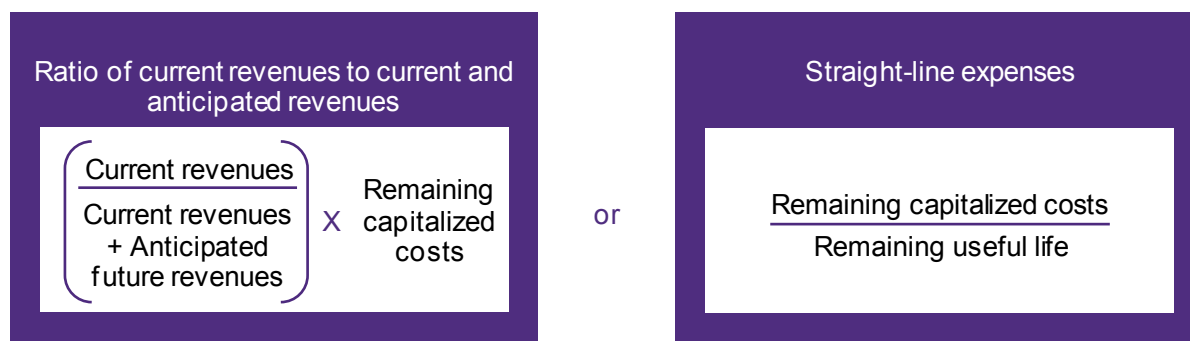 Ratio of current revenues to current and
anticipated revenues
Current revenues
Current revenues
+ Anticipated
future revenues
X
Remaining
capitalized
costs
or
Straight-line expenses
Remaining capitalized costs
Remaining useful life